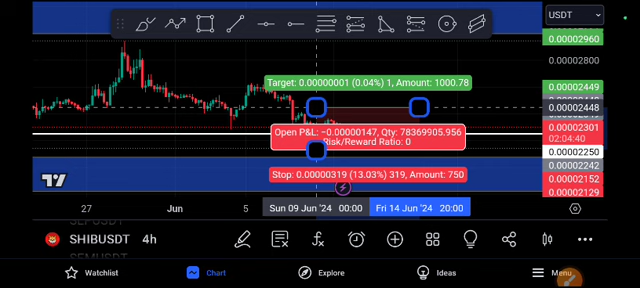 USDT
0.00002960
0.00002800
Target: 0.00000001 (0.04%) 1, Amount: 1000.78
0.00002449
0.00002448
Open P&L: −0.00000147, Qty: 78369905.956
Risk/Reward Ratio: 0
0.00002301
02:04:40
0.00002250
0.00002242
Stop: 0.00000319 (13.03%) 319, Amount: 750
0.00002152
0.00002129
27
Jun
5
Sun 09 Jun '24 00:00
Fri 14 Jun '24 20:00
SHIBUSDT 4h
Watchlist
Chart
Explore
Ideas
Menu